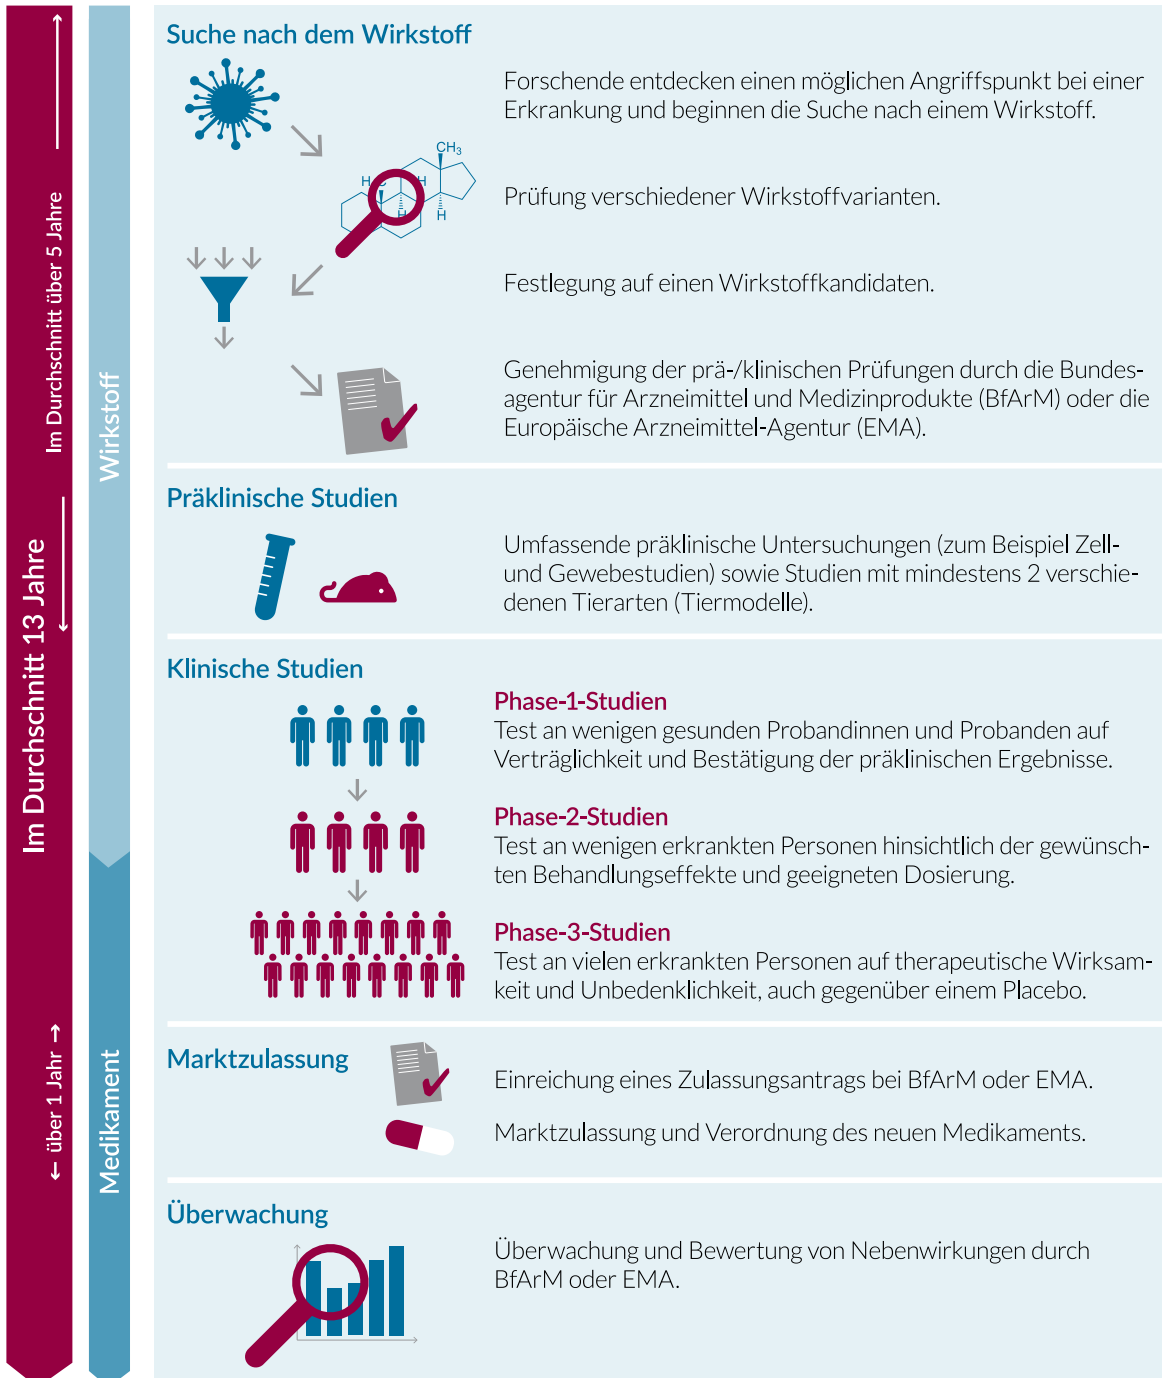 Im Durchschnitt 13 Jahre
Im Durchschnitt über 5 Jahre
← über 1 Jahr →
Wirkstoff
Medikament
Suche nach dem Wirkstoff
Forschende entdecken einen möglichen Angriffspunkt bei einer
Erkrankung und beginnen die Suche nach einem Wirkstoff.
CH3
H
H
H
H
Prüfung verschiedener Wirkstoffvarianten.
Festlegung auf einen Wirkstoffkandidaten.
Genehmigung der prä-/klinischen Prüfungen durch die Bundes-
agentur für Arzneimittel und Medizinprodukte (BfArM) oder die
Europäische Arzneimittel-Agentur (EMA).
Präklinische Studien
Umfassende präklinische Untersuchungen (zum Beispiel Zell-
und Gewebestudien) sowie Studien mit mindestens 2 verschie-
denen Tierarten (Tiermodelle).
Klinische Studien
Phase-1-Studien
Test an wenigen gesunden Probandinnen und Probanden auf
Verträglichkeit und Bestätigung der präklinischen Ergebnisse.
Phase-2-Studien
Test an wenigen erkrankten Personen hinsichtlich der gewünsch-
ten Behandlungseffekte und geeigneten Dosierung.
Phase-3-Studien
Test an vielen erkrankten Personen auf therapeutische Wirksam-
keit und Unbedenklichkeit, auch gegenüber einem Placebo.
Marktzulassung
Einreichung eines Zulassungsantrags bei BfArM oder EMA.
Marktzulassung und Verordnung des neuen Medikaments.
Überwachung
Überwachung und Bewertung von Nebenwirkungen durch
BfArM oder EMA.